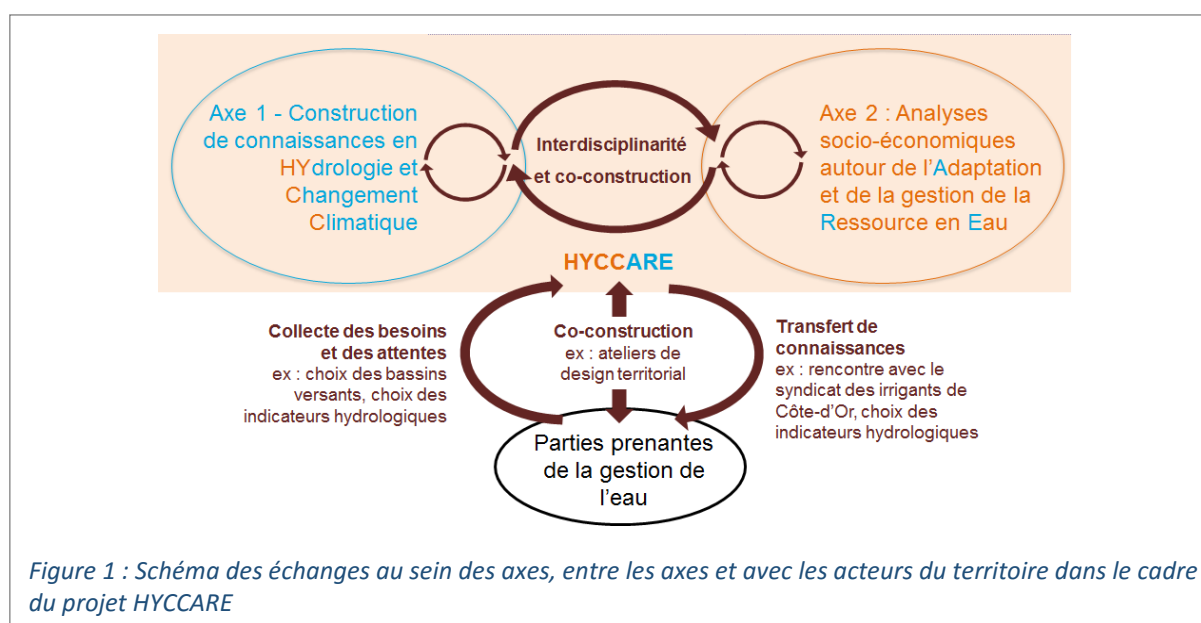 Axe 1 - Construction
de connaissances en
HYdrologie et
Changement
Climatique
Interdisciplinarité
et co-construction
Axe 2 : Analyses
socio-économiques
autour de l'Adaptation
et de la gestion de la
Ressource en Eau
HYCCARE
Collecte des besoins
et des attentes
ex : choix des bassins
versants, choix des
indicateurs hydrologiques
Co-construction
ex : ateliers de
design territorial
Transfert de
connaissances
ex : rencontre avec le
syndicat des irrigants de
Côte-d'Or, choix des
indicateurs hydrologiques
Parties prenantes
de la gestion de
l'eau
Figure 1 : Schéma des échanges au sein des axes, entre les axes et avec les acteurs du territoire dans le cadre
du projet HYCCARE